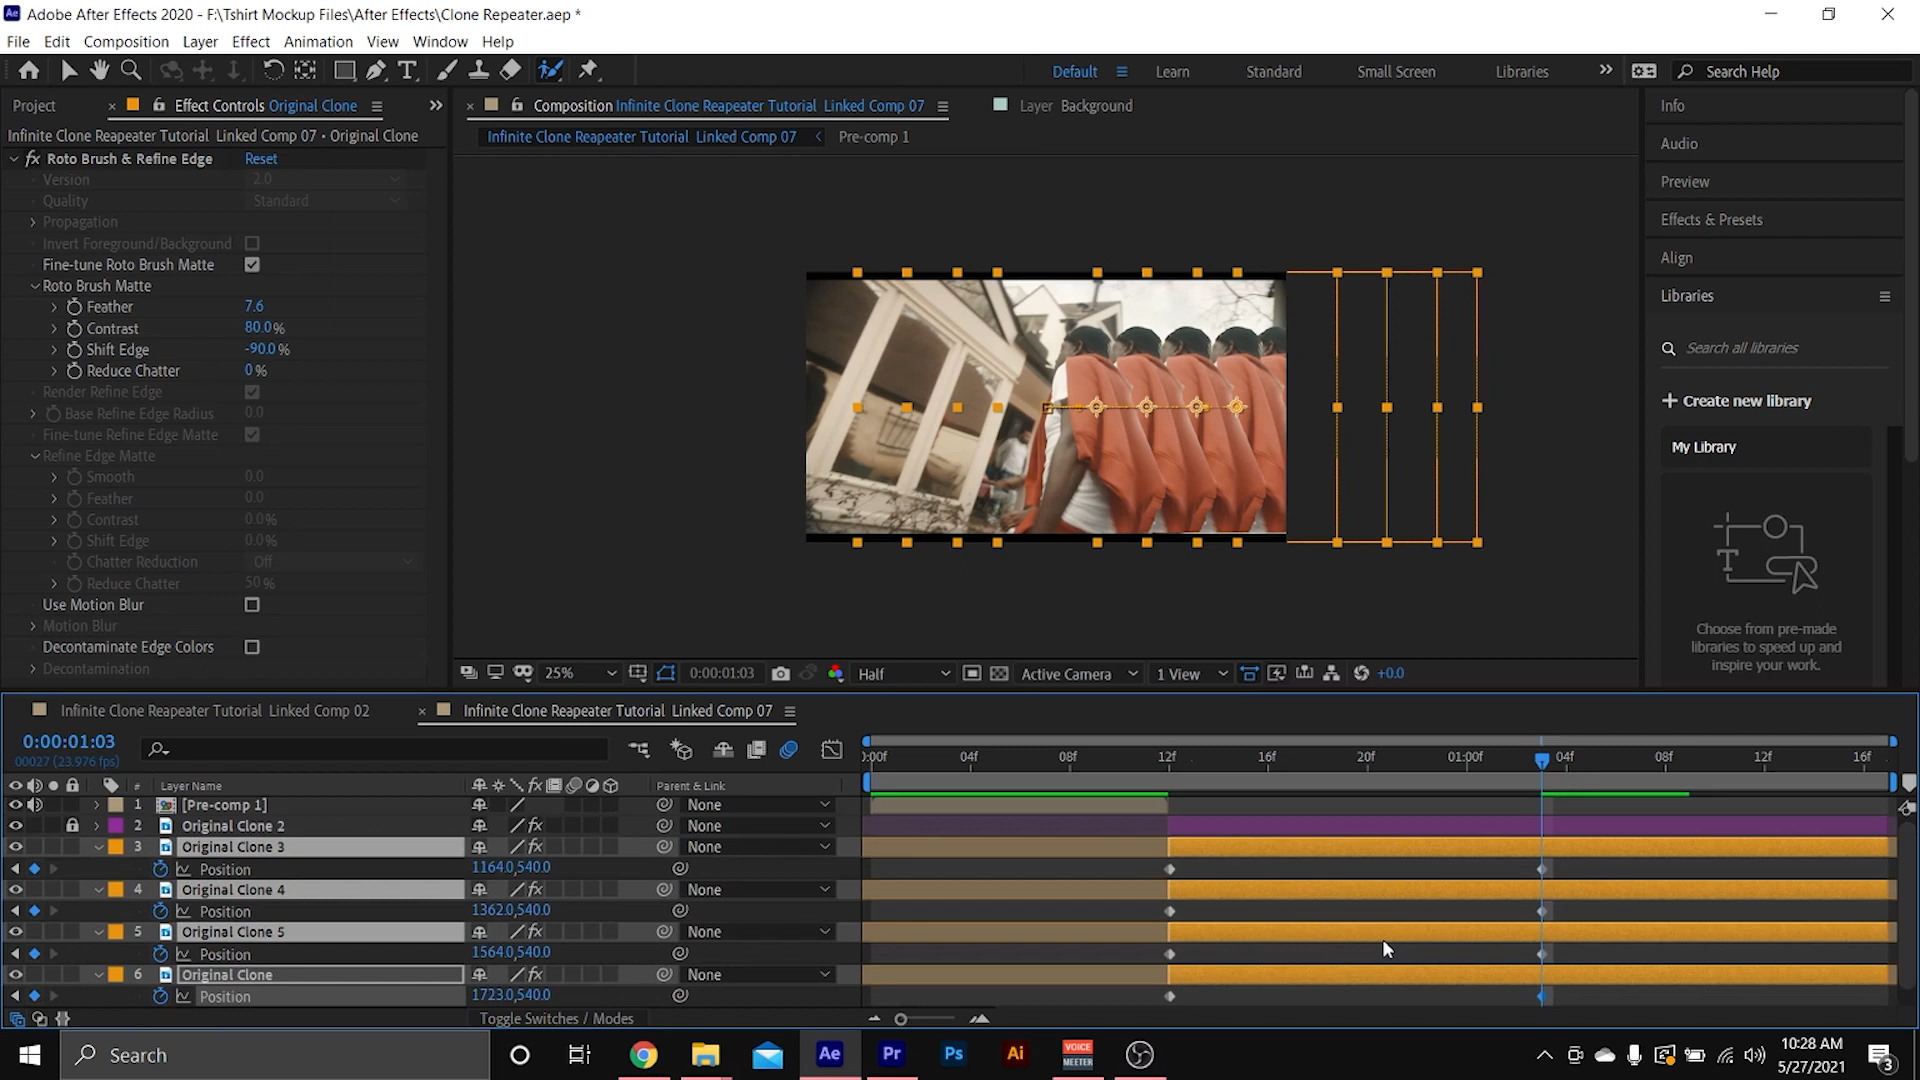 Adobe After Effects 2020 - F:\Tshirt Mockup Files\After Effects\Clone Repeater.aep *
File Edit Composition Layer Effect Animation View Window Help
Default Learn Standard Small Screen Libraries Search Help
Project Effect Controls Original Clone
Composition Infinite Clone Reapeater Tutorial Linked Comp 07 Layer Background
Info
Infinite Clone Reapeater Tutorial Linked Comp 07 • Original Clone
Infinite Clone Reapeater Tutorial Linked Comp 07 Pre-comp 1
Audio
Preview
Effects & Presets
Align
Libraries
Search all libraries
Create new library
My Library
Choose from pre-made
libraries to speed up and
inspire your work.
fx Roto Brush & Refine Edge Reset
Version 2.0
Quality Standard
Propagation
Invert Foreground/Background
Fine-tune Roto Brush Matte
Roto Brush Matte
Feather 7.6
Contrast 80.0%
Shift Edge -90.0%
Reduce Chatter 0%
Render Refine Edge
Base Refine Edge Radius 0.0
Fine-tune Refine Edge Matte
Refine Edge Matte
Smooth 0.0
Feather 0.0
Contrast 0.0%
Shift Edge 0.0%
Chatter Reduction Off
Reduce Chatter 50%
Use Motion Blur
Motion Blur
Decontaminate Edge Colors
Decontamination
25% 0:00:01:03 Half Active Camera 1 View +0.0
Infinite Clone Reapeater Tutorial Linked Comp 02 Infinite Clone Reapeater Tutorial Linked Comp 07
0:00:01:03
00027 (23.976 fps)
):00f 04f 08f 12f 16f 20f 01:00f 04f 08f 12f 16f
# Layer Name Parent & Link
1 [Pre-comp 1] None
2 Original Clone 2 fx None
3 Original Clone 3 fx None
Position 1164.0,540.0
4 Original Clone 4 fx None
Position 1362.0,540.0
5 Original Clone 5 fx None
Position 1564.0,540.0
6 Original Clone fx None
Position 1723.0,540.0
Toggle Switches / Modes
Search Ae Pr Ps Ai VOICE MEETER
10:28 AM
5/27/2021
3